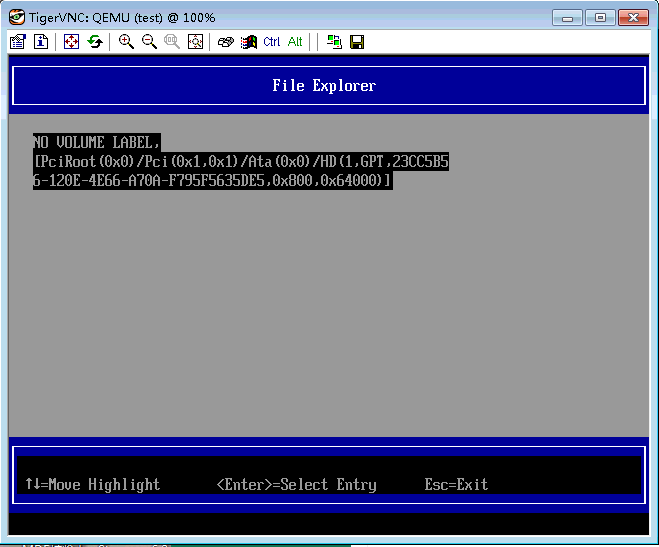 TigerVNC: QEMU (test) @ 100%
Ctrl Alt
File Explorer
NO VOLUME LABEL,
[PciRoot(0x0)/Pci(0x1,0x1)/Ata(0x0)/HD(1,GPT,23CC5B5
6-120E-4E66-A70A-F795F5635DE5,0x800,0x64000)]
↑↓=Move Highlight <Enter>=Select Entry Esc=Exit